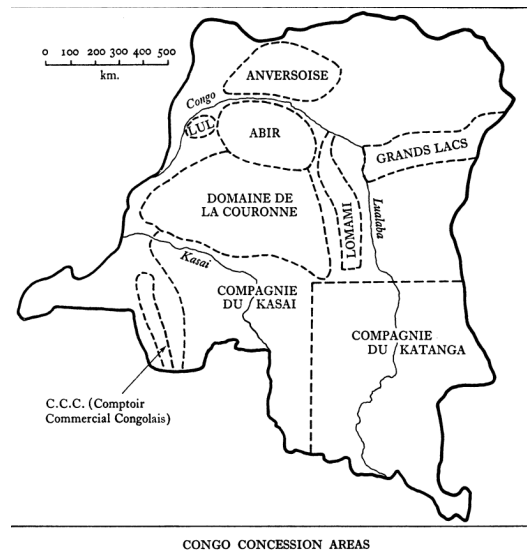 0 100 200 300 400 500
km.
ANVERSOISE
Congo
LUL
ABIR
GRANDS LACS
DOMAINE DE
LA COURONNE
LOMAMI
Lualaba
Kasai
COMPAGNIE
DU KASAI
COMPAGNIE
DU KATANGA
C.C.C. (Comptoir
Commercial Congolais)
CONGO CONCESSION AREAS